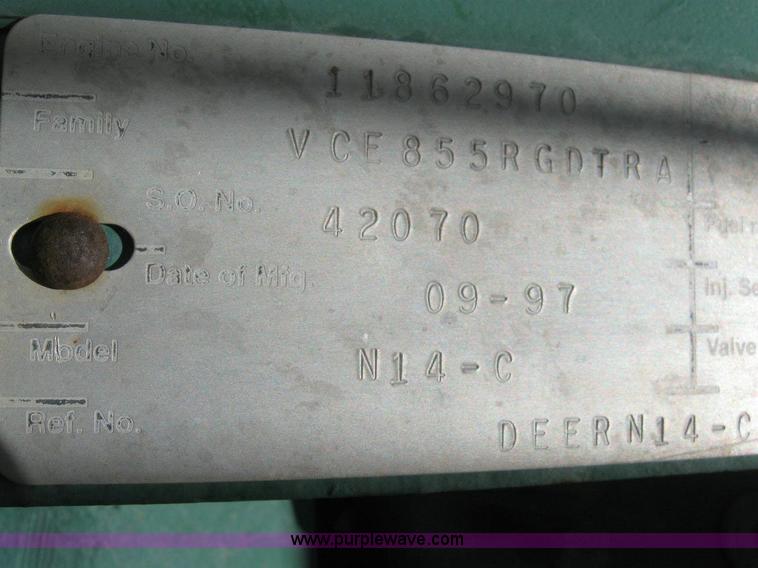 Engine No. 11862970
Family VCE855RGDTRA
S.O. No. 42070
Date of Mfg. 09-97
Model N14-C
Ref. No. DEERN14-C
Inj. Se
Valve
www.purplewave.com